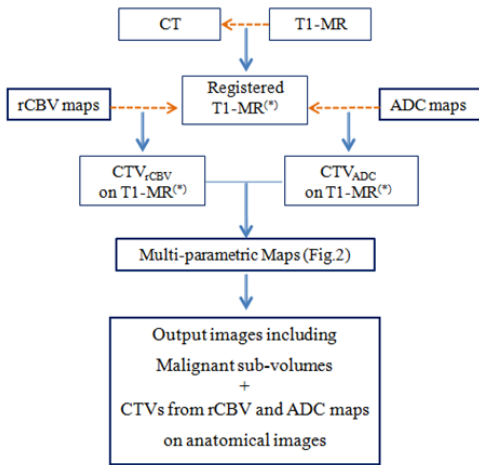 CT
T1-MR
Registered
T1-MR(*)
rCBV maps
ADC maps
CTVrCBV
on T1-MR(*)
CTVADC
on T1-MR(*)
Multi-parametric Maps (Fig.2)
Output images including
Malignant sub-volumes
+
CTVs from rCBV and ADC maps
on anatomical images